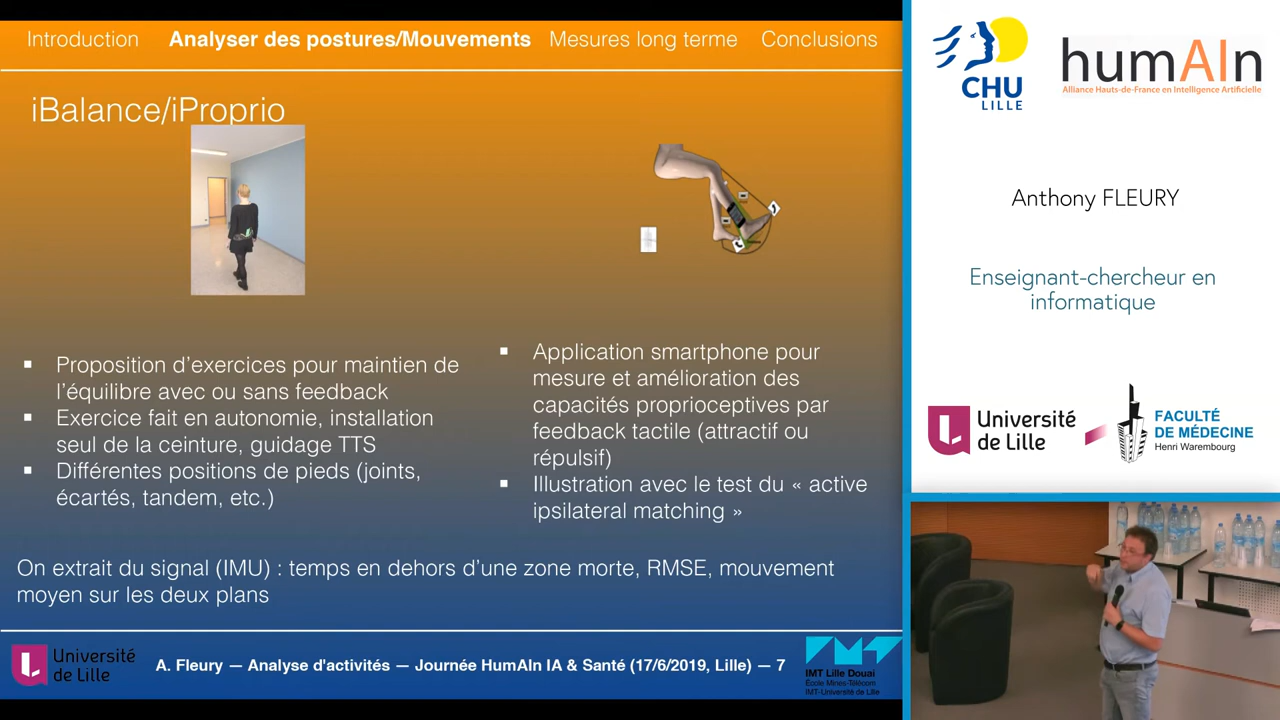 Introduction Analyser des postures/Mouvements Mesures long terme Conclusions
iBalance/iProprio
▪ Proposition d'exercices pour maintien de
l'équilibre avec ou sans feedback
▪ Exercice fait en autonomie, installation
seul de la ceinture, guidage TTS
▪ Différentes positions de pieds (joints,
écartés, tandem, etc.)
▪ Application smartphone pour
mesure et amélioration des
capacités proprioceptives par
feedback tactile (attractif ou
répulsif)
▪ Illustration avec le test du « active
ipsilateral matching »
On extrait du signal (IMU) : temps en dehors d'une zone morte, RMSE, mouvement
moyen sur les deux plans
Université
de Lille
A. Fleury — Analyse d'activités — Journée HumAIn IA & Santé (17/6/2019, Lille) — 7
IMT Lille Douai
École Mines-Télécom
IMT-Université de Lille
CHU
LILLE
humAIn
Alliance Hauts-de-France en Intelligence Artificielle
Anthony FLEURY
Enseignant-chercheur en
informatique
Université
de Lille
FACULTÉ
DE MÉDECINE
Henri Warembourg